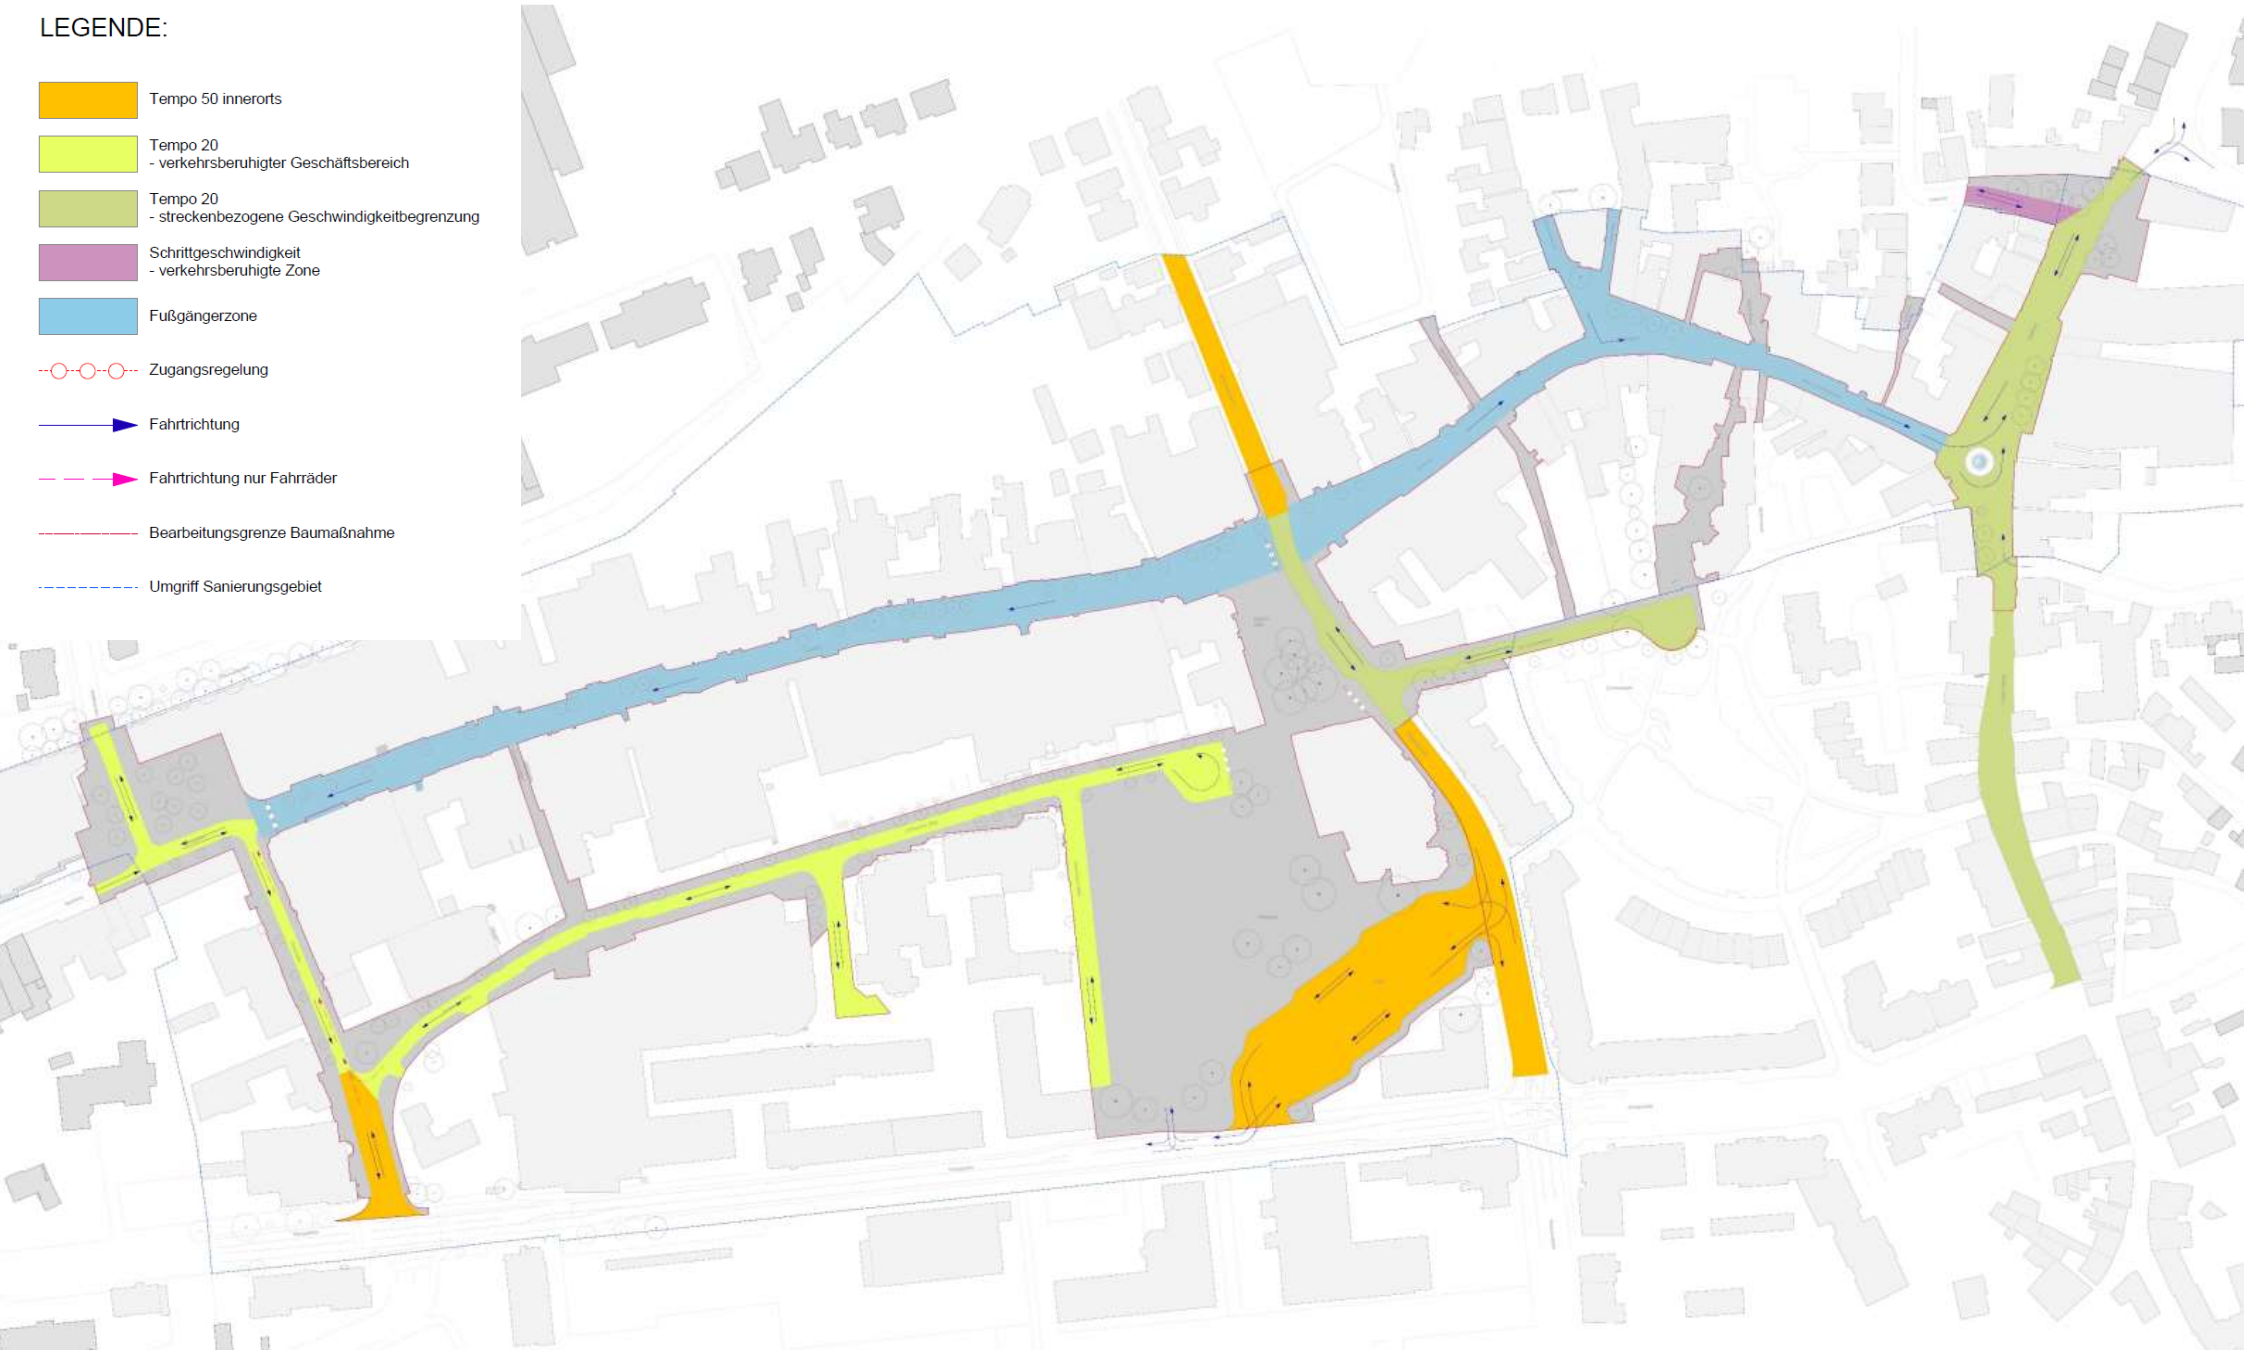 LEGENDE:
Tempo 50 innerorts
Tempo 20
- verkehrsberuhigter Geschäftsbereich
Tempo 20
- streckenbezogene Geschwindigkeitbegrenzung
Schrittgeschwindigkeit
- verkehrsberuhigte Zone
Fußgängerzone
Zugangsregelung
Fahrtrichtung
Fahrtrichtung nur Fahrräder
Bearbeitungsgrenze Baumaßnahme
Umgriff Sanierungsgebiet